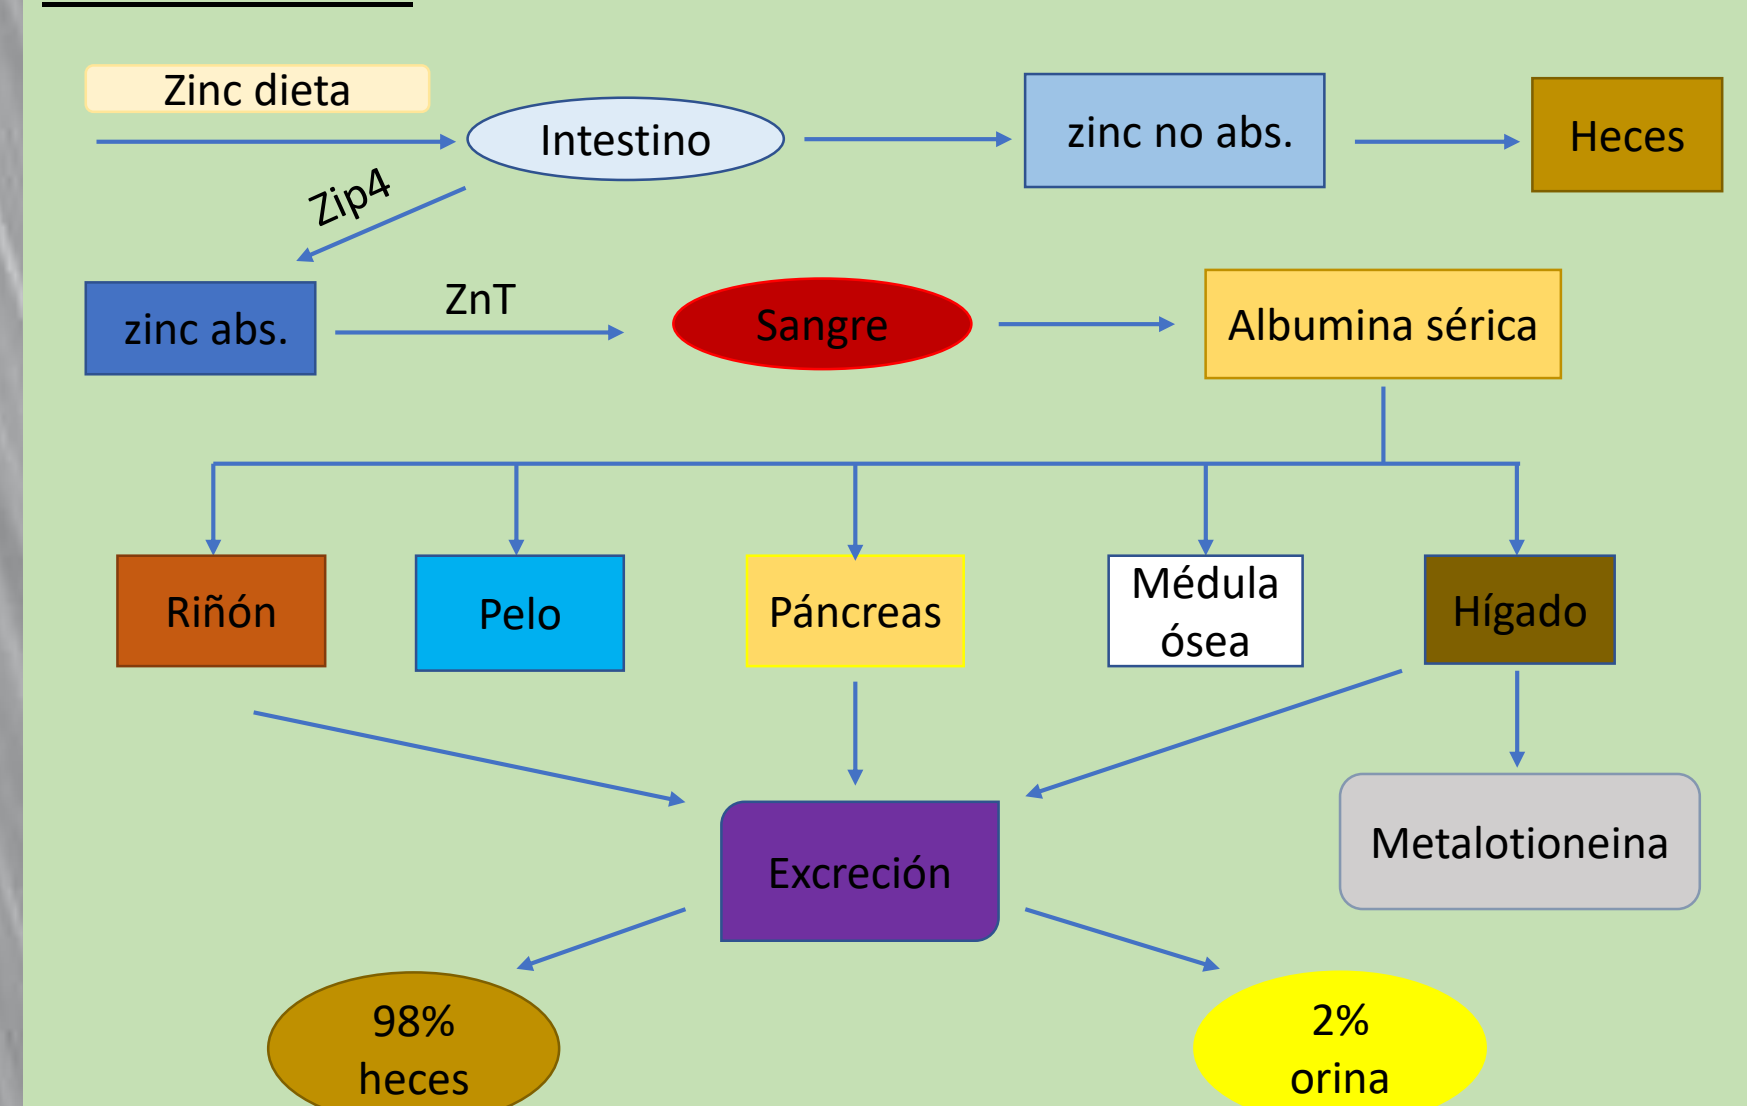 Zinc dieta
Intestino
zinc no abs.
Heces
Zip4
zinc abs.
ZnT
Sangre
Albumina sérica
Riñón
Pelo
Páncreas
Médula
ósea
Hígado
Excreción
Metalotioneina
98%
heces
2%
orina